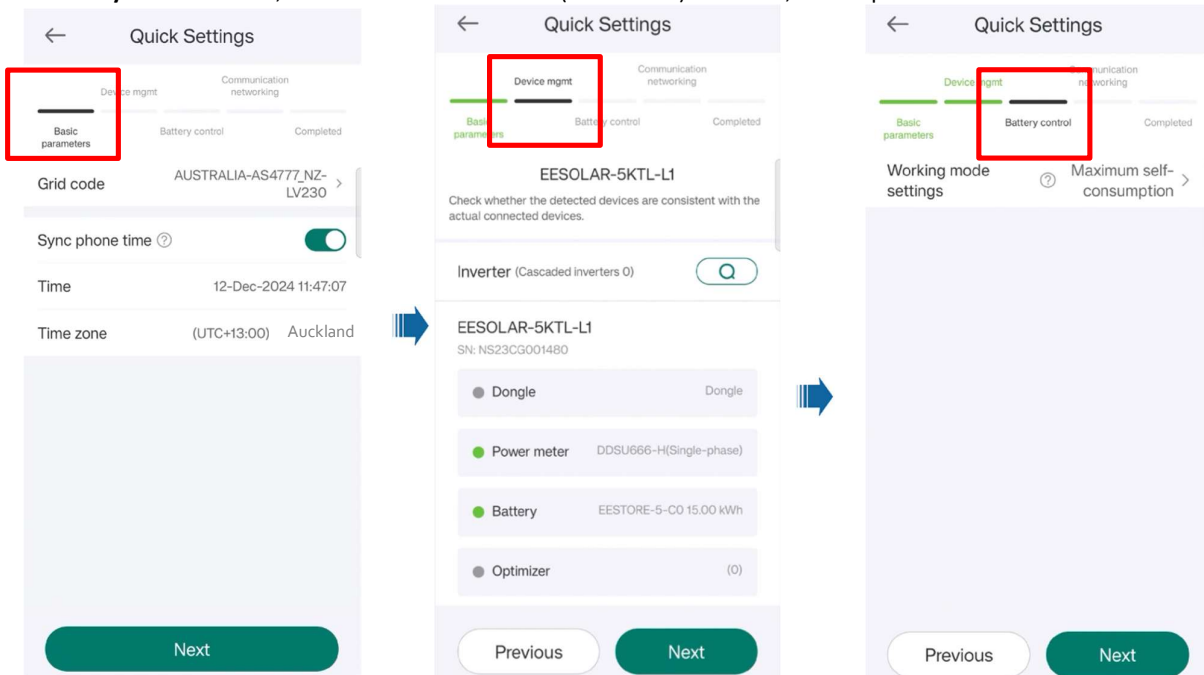 Quick Settings
Device mgmt
Communication
networking
Basic
parameters
Battery control
Completed
Grid code
AUSTRALIA-AS4777_NZ-
LV230
Sync phone time
Time
12-Dec-2024 11:47:07
Time zone
(UTC+13:00) Auckland
Next
Quick Settings
Device mgmt
Communication
networking
Basic
parameters
Battery control
Completed
EESOLAR-5KTL-L1
Check whether the detected devices are consistent with the
actual connected devices.
Inverter (Cascaded inverters 0)
EESOLAR-5KTL-L1
SN: NS23CG001480
Dongle
Dongle
Power meter
DDSU666-H(Single-phase)
Battery
EESTORE-5-C0 15.00 kWh
Optimizer
(0)
Previous
Next
Quick Settings
Device mgmt
Communication
networking
Basic
parameters
Battery control
Completed
Working mode
settings
Maximum self-
consumption
Previous
Next